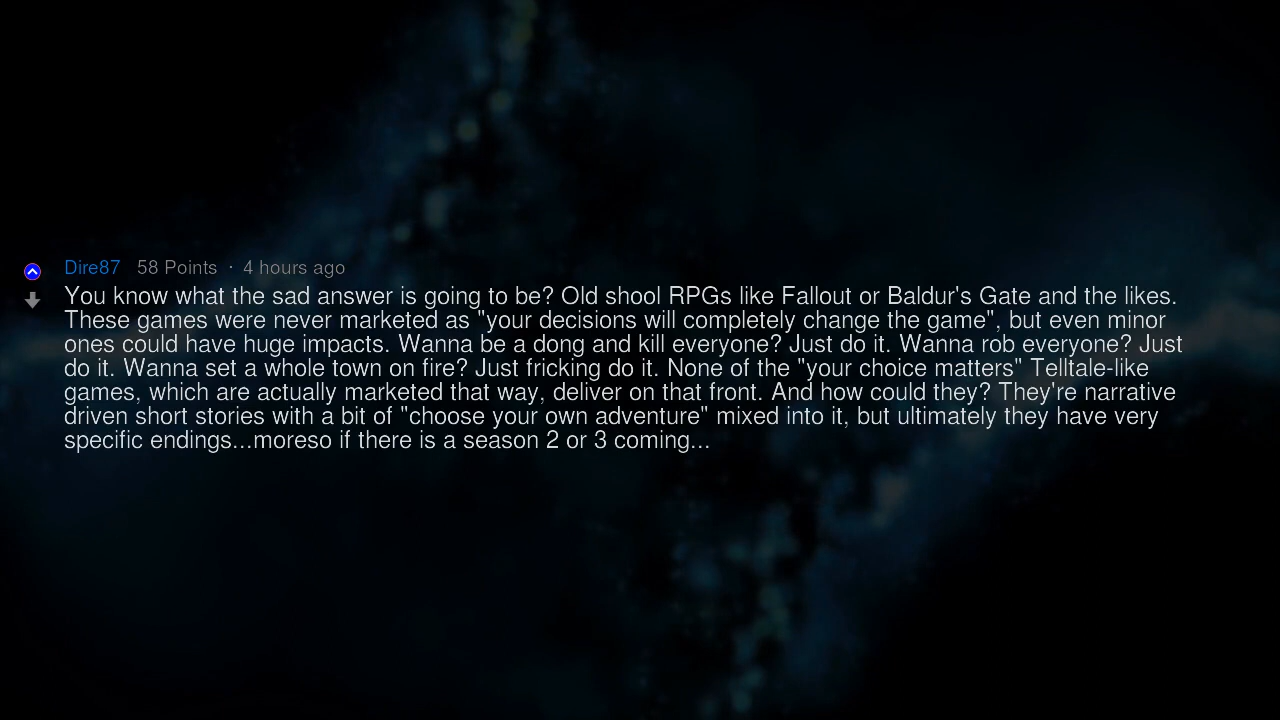 Dire87 58 Points · 4 hours ago
You know what the sad answer is going to be? Old shool RPGs like Fallout or Baldur's Gate and the likes.
These games were never marketed as "your decisions will completely change the game", but even minor
ones could have huge impacts. Wanna be a dong and kill everyone? Just do it. Wanna rob everyone? Just
do it. Wanna set a whole town on fire? Just fricking do it. None of the "your choice matters" Telltale-like
games, which are actually marketed that way, deliver on that front. And how could they? They're narrative
driven short stories with a bit of "choose your own adventure" mixed into it, but ultimately they have very
specific endings...moreso if there is a season 2 or 3 coming...